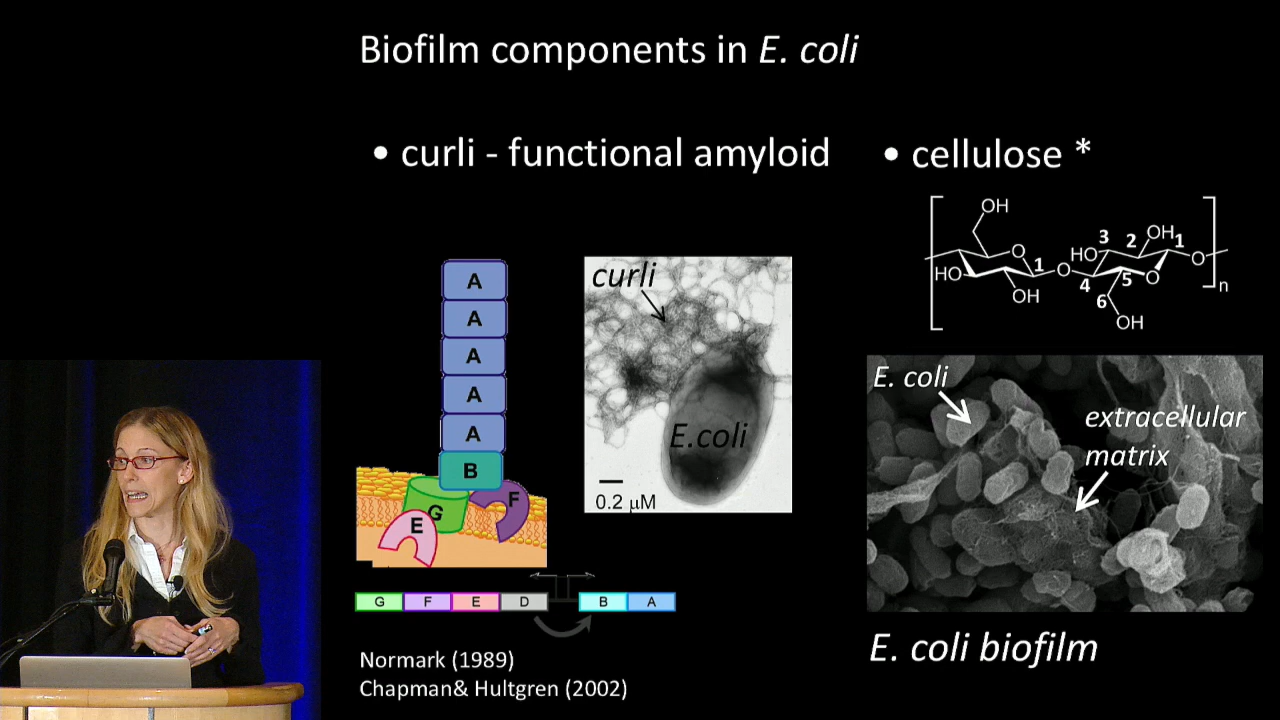 Biofilm components in E. coli
• curli - functional amyloid
• cellulose *
OH
O
HO
OH
1
O
HO
3
2
OH
1
O
4
5
O
6
OH
n
A
A
A
A
A
B
G
E
F
curli
E.coli
0.2 μM
E. coli
extracellular
matrix
G F E D B A
Normark (1989)
Chapman& Hultgren (2002)
E. coli biofilm